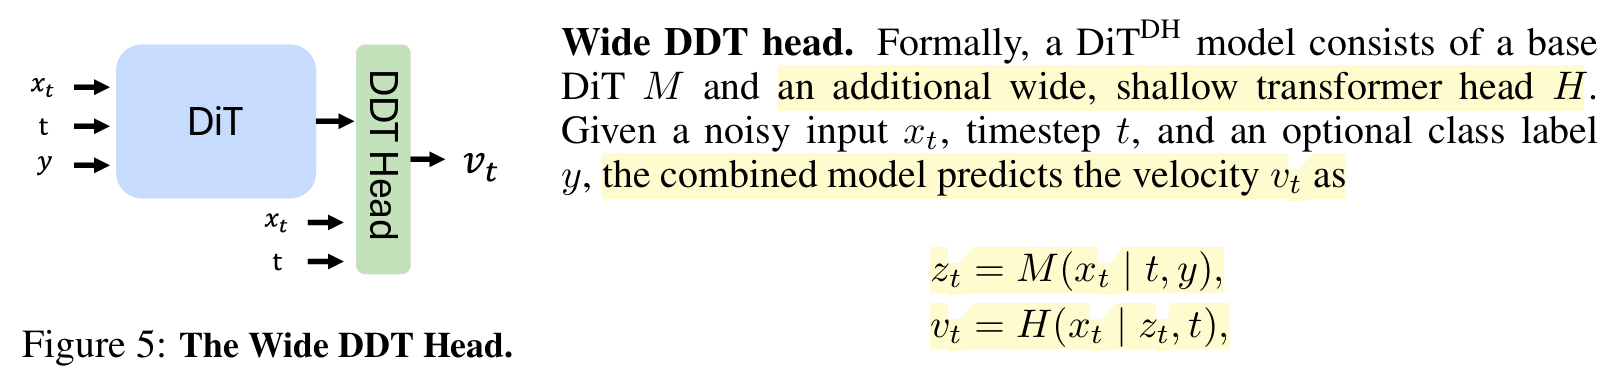 x_t
t
y
DiT
DDT Head
v_t
x_t
t
Figure 5: The Wide DDT Head.
Wide DDT head. Formally, a DiT^DH model consists of a base
DiT M and an additional wide, shallow transformer head H.
Given a noisy input x_t, timestep t, and an optional class label
y, the combined model predicts the velocity v_t as
z_t = M(x_t | t, y),
v_t = H(x_t | z_t, t),